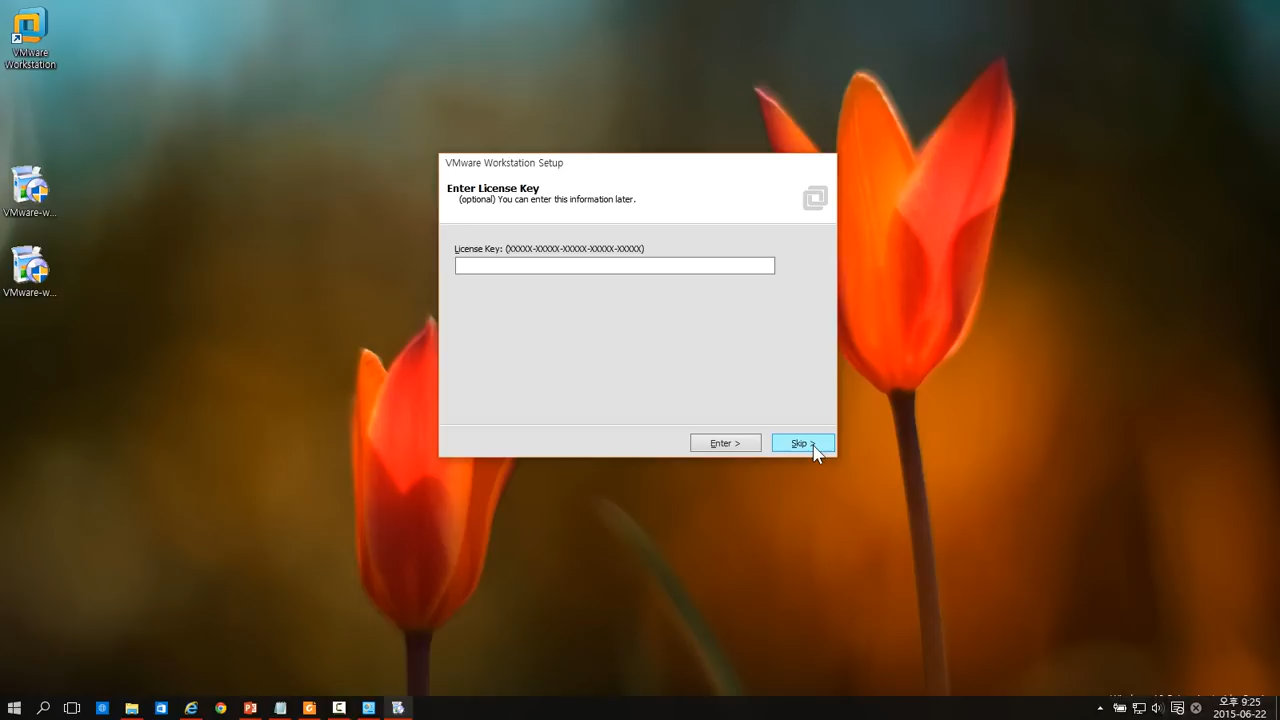 VMware
Workstation
VMware-w...
VMware-w...
VMware Workstation Setup
Enter License Key
(optional) You can enter this information later.
License Key: (XXXXX-XXXXX-XXXXX-XXXXX-XXXXX)
Enter >
Skip >
오후 9:25
2015-06-22